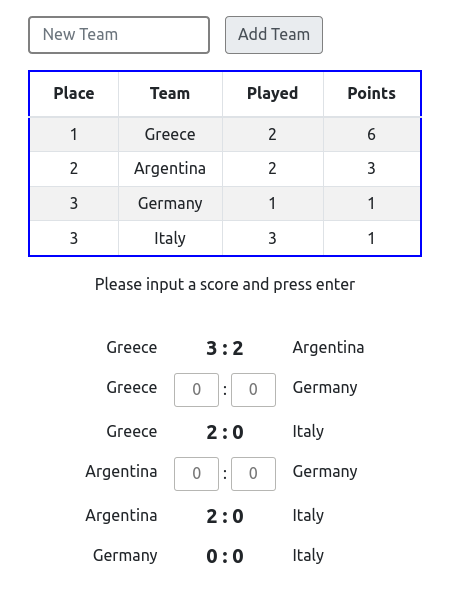 New Team Add Team
Place Team Played Points
1 Greece 2 6
2 Argentina 2 3
3 Germany 1 1
3 Italy 3 1
Please input a score and press enter
Greece 3 : 2 Argentina
Greece 0 : 0 Germany
Greece 2 : 0 Italy
Argentina 0 : 0 Germany
Argentina 2 : 0 Italy
Germany 0 : 0 Italy